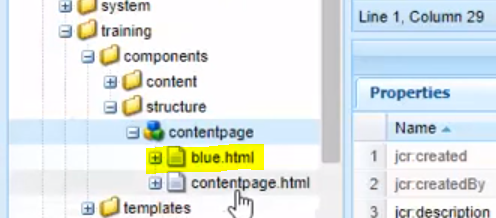 system
Line 1, Column 29
training
components
content
Properties
structure
contentpage
Name
blue.html
1 jcr:created
contentpage.html
2 jcr:createdBy
templates
3 jcr:description